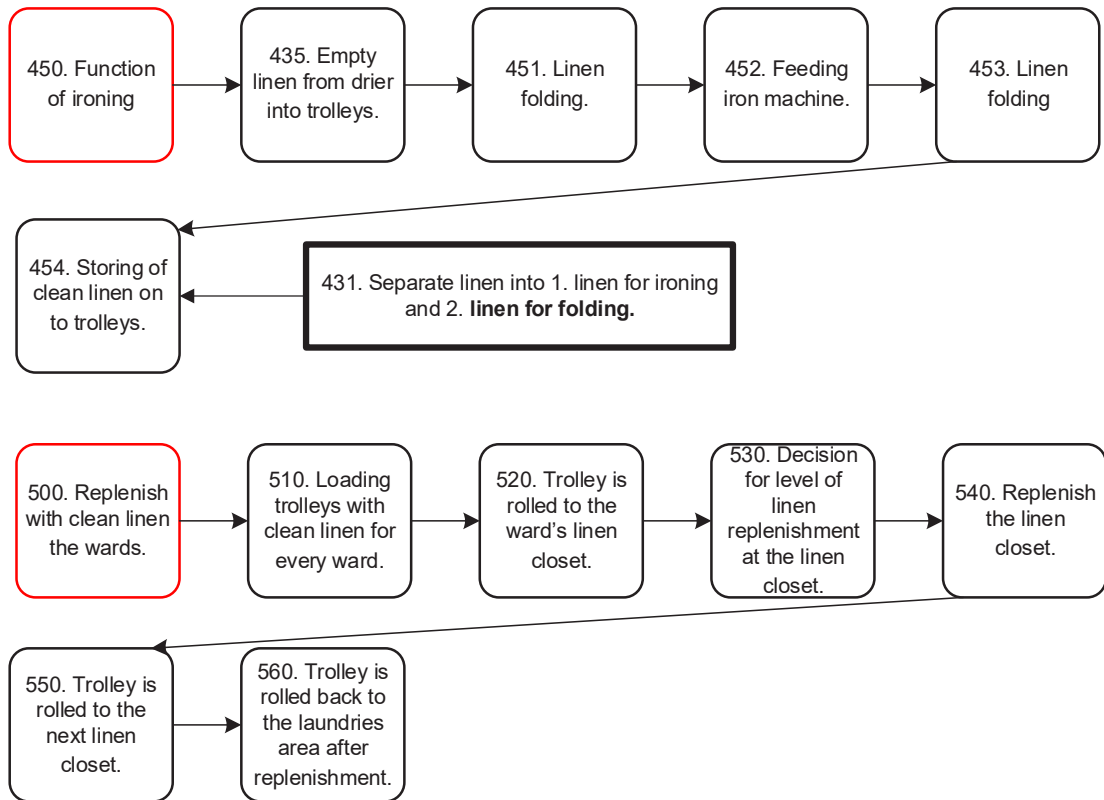 450. Function
of ironing
435. Empty
linen from drier
into trolleys.
451. Linen
folding.
452. Feeding
iron machine.
453. Linen
folding
454. Storing of
clean linen on
to trolleys.
431. Separate linen into 1. linen for ironing
and 2. linen for folding.
500. Replenish
with clean linen
the wards.
510. Loading
trolleys with
clean linen for
every ward.
520. Trolley is
rolled to the
ward’s linen
closet.
530. Decision
for level of
linen
replenishment
at the linen
closet.
540. Replenish
the linen
closet.
550. Trolley is
rolled to the
next linen
closet.
560. Trolley is
rolled back to
the laundries
area after
replenishment.